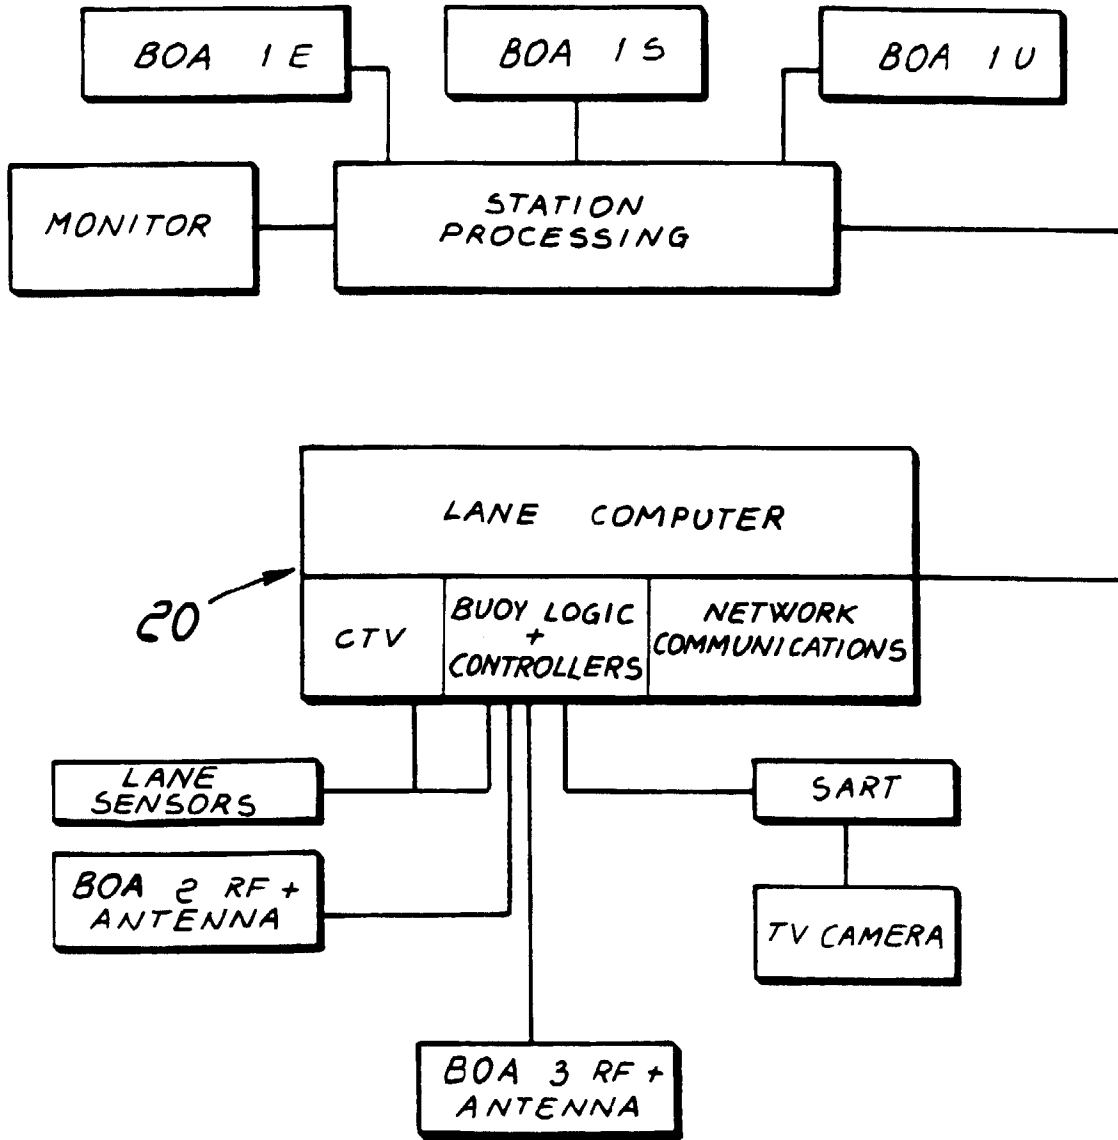 BOA 1E
BOA 1S
BOA 1U
MONITOR
STATION
PROCESSING
LANE COMPUTER
20
CTV
BUOY LOGIC
+
CONTROLLERS
NETWORK
COMMUNICATIONS
LANE
SENSORS
SART
BOA 2 RF +
ANTENNA
TV CAMERA
BOA 3 RF +
ANTENNA